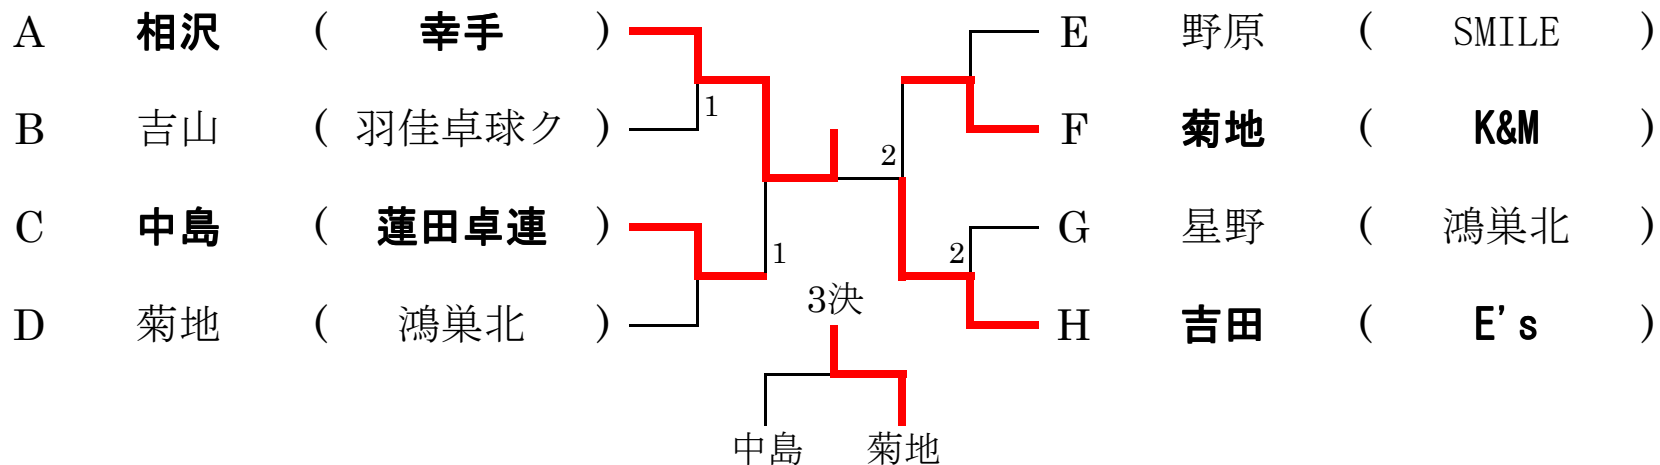 A 相沢 ( 幸手 ) E 野原 ( SMILE )
1
B 吉山 ( 羽佳卓球ク ) F 菊地 ( K&M )
2
C 中島 ( 蓮田卓連 ) G 星野 ( 鴻巣北 )
1 2
3決
D 菊地 ( 鴻巣北 ) H 吉田 ( E's )
中島 菊地